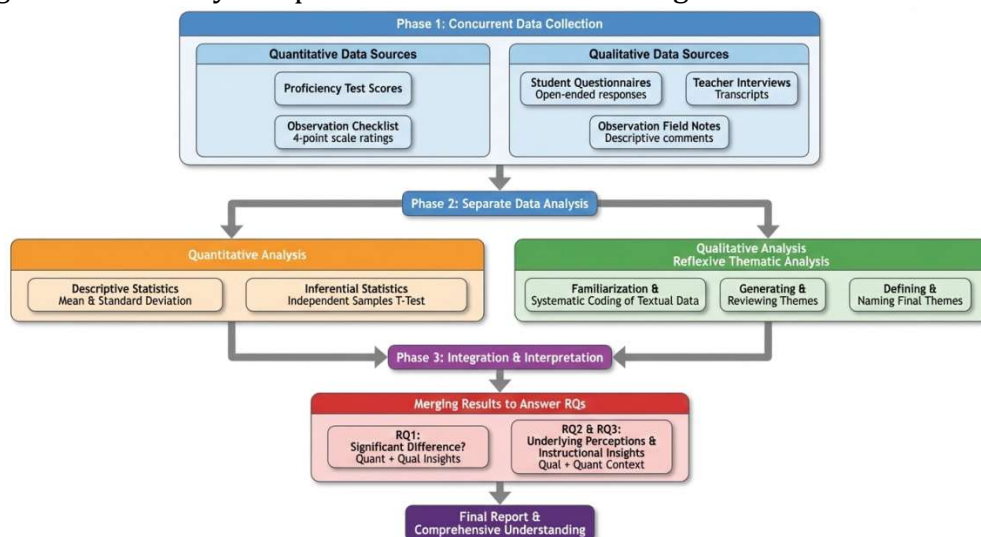 Phase 1: Concurrent Data Collection
Quantitative Data Sources
Proficiency Test Scores
Observation Checklist
4-point scale ratings
Qualitative Data Sources
Student Questionnaires
Open-ended responses
Teacher Interviews
Transcripts
Observation Field Notes
Descriptive comments
Phase 2: Separate Data Analysis
Quantitative Analysis
Descriptive Statistics
Mean & Standard Deviation
Inferential Statistics
Independent Samples T-Test
Qualitative Analysis
Reflexive Thematic Analysis
Familiarization &
Systematic Coding of Textual Data
Generating &
Reviewing Themes
Defining &
Naming Final Themes
Phase 3: Integration & Interpretation
Merging Results to Answer RQs
RQ1:
Significant Difference?
Quant + Qual Insights
RQ2 & RQ3:
Underlying Perceptions &
Instructional Insights
Qual + Quant Context
Final Report &
Comprehensive Understanding